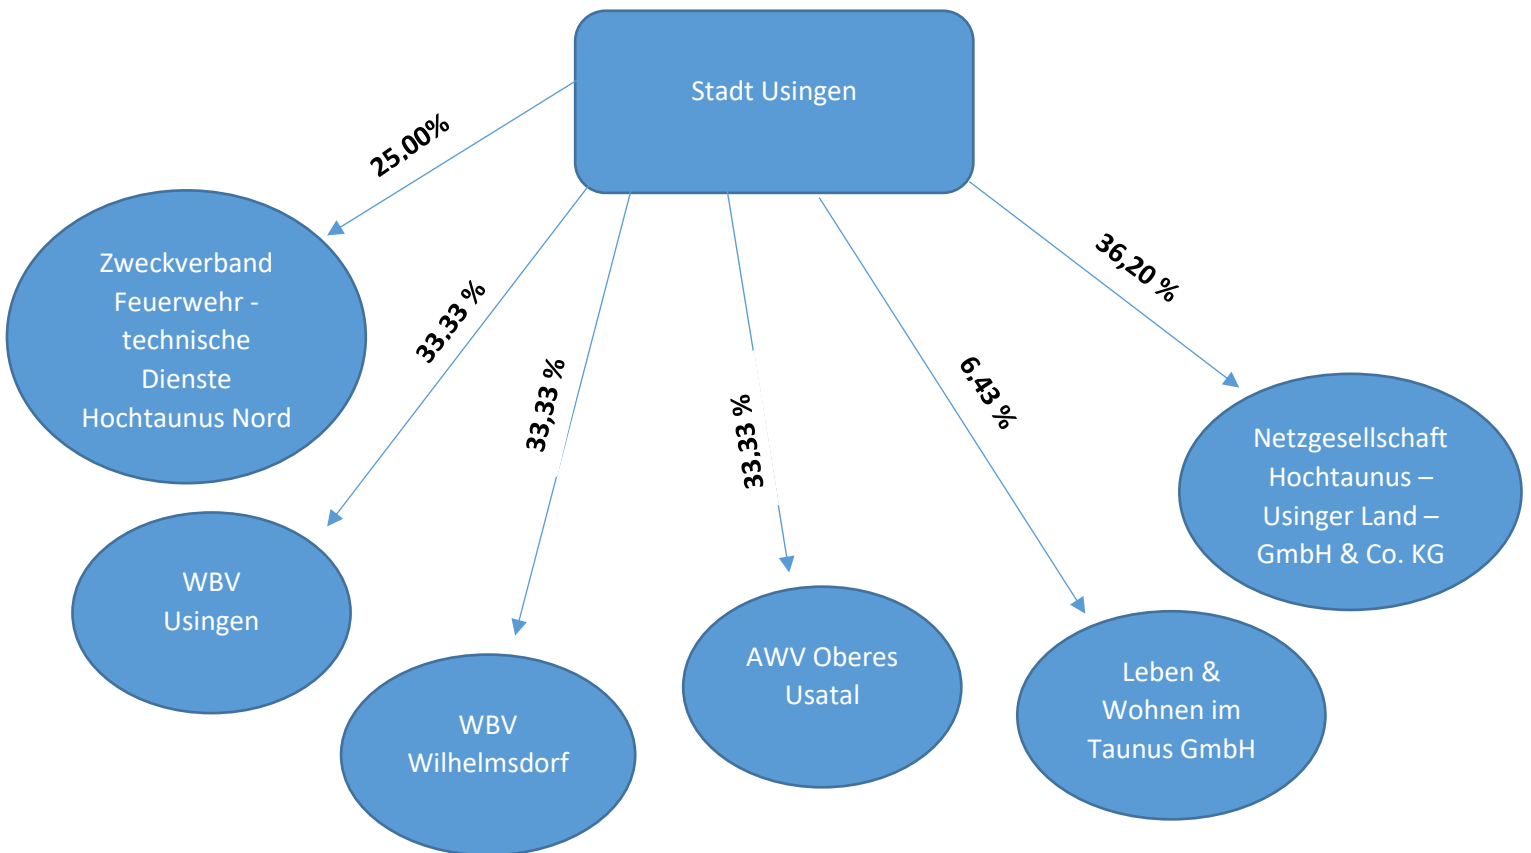 Stadt Usingen
25.00%
33.33 %
33,33 %
33,33 %
6.43 %
36,20 %
Zweckverband
Feuerwehr -
technische
Dienste
Hochtaunus Nord
WBV
Usingen
WBV
Wilhelmsdorf
AWV Oberes
Usatal
Leben &
Wohnen im
Taunus GmbH
Netzgesellschaft
Hochtaunus –
Usinger Land –
GmbH & Co. KG